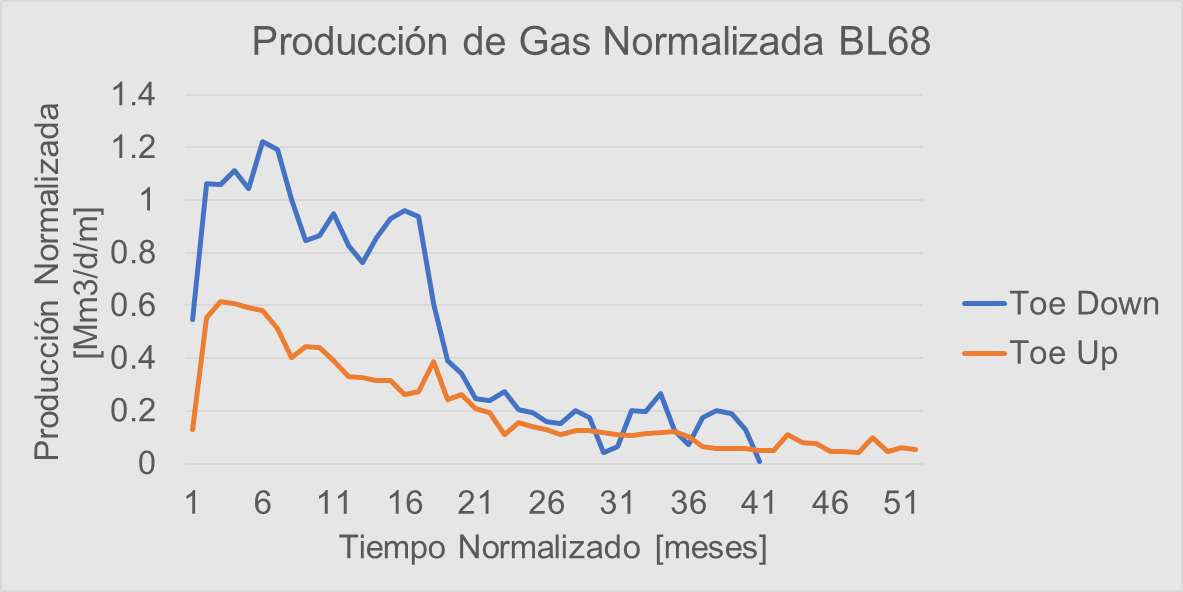 Producción de Gas Normalizada BL68
Producción Normalizada
[Mm3/d/m]
1.4
1.2
1
0.8
0.6
0.4
0.2
0
1 6 11 16 21 26 31 36 41 46 51
Tiempo Normalizado [meses]
Toe Down
Toe Up